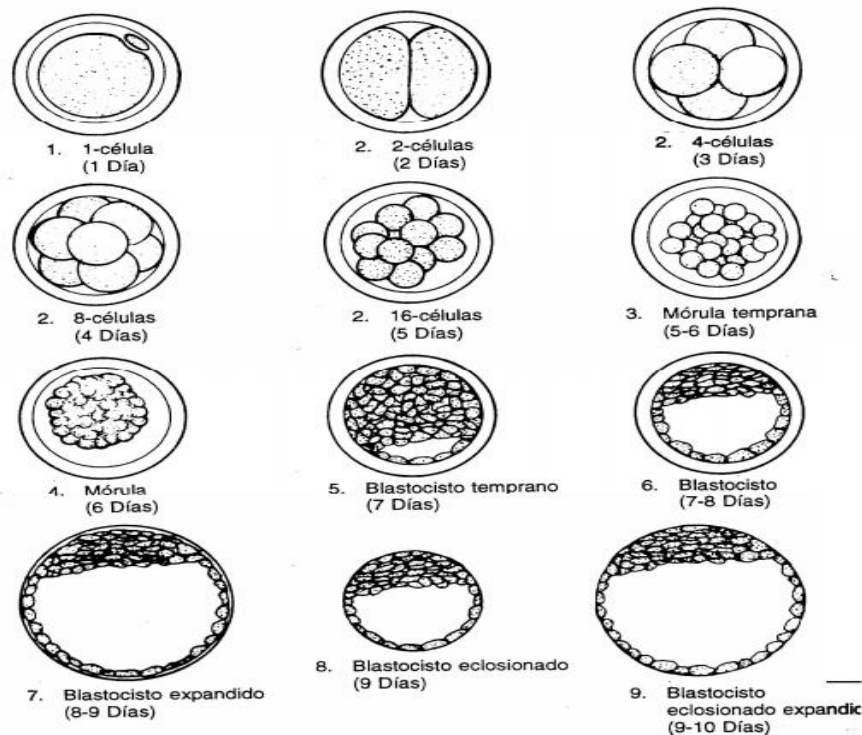 1. 1-célula
(1 Día)
2. 2-células
(2 Días)
2. 4-células
(3 Días)
2. 8-células
(4 Días)
2. 16-células
(5 Días)
3. Mórula temprana
(5-6 Días)
4. Mórula
(6 Días)
5. Blastocisto temprano
(7 Días)
6. Blastocisto
(7-8 Días)
7. Blastocisto expandido
(8-9 Días)
8. Blastocisto eclosionado
(9 Días)
9. Blastocisto
eclosionado expandic
(9-10 Días)